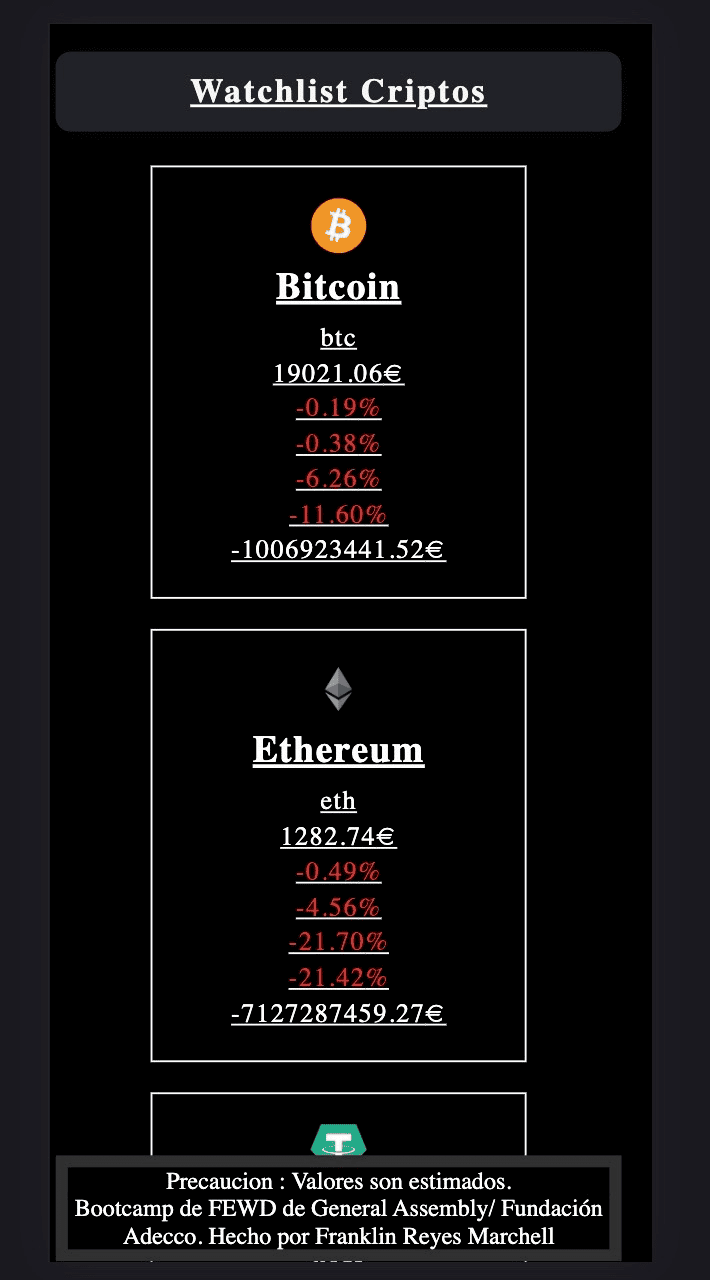 Watchlist Criptos
Bitcoin
btc
19021.06€
-0.19%
-0.38%
-6.26%
-11.60%
-1006923441.52€
Ethereum
eth
1282.74€
-0.49%
-4.56%
-21.70%
-21.42%
-7127287459.27€
Precaucion : Valores son estimados.
Bootcamp de FEWD de General Assembly/ Fundación
Adecco. Hecho por Franklin Reyes Marchell